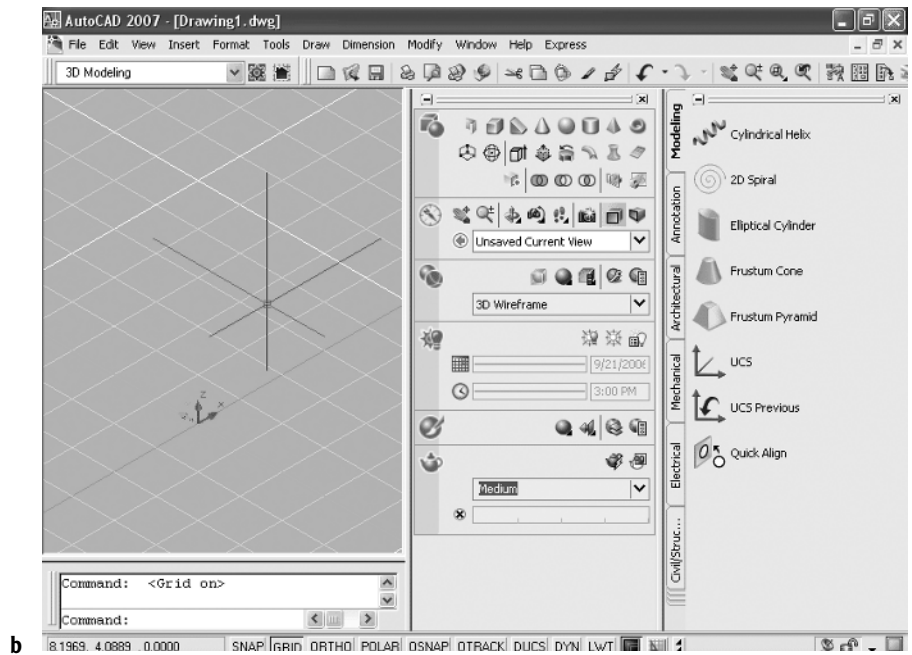 AutoCAD 2007 - [Drawing1.dwg]
File Edit View Insert Format Tools Draw Dimension Modify Window Help Express
3D Modeling
Modeling
Cylindrical Helix
2D Spiral
Annotation
Unsaved Current View
Elliptical Cylinder
Architectural
Frustum Cone
3D Wireframe
Frustum Pyramid
Mechanical
9/21/2006
UCS
3:00 PM
UCS Previous
Electrical
Quick Align
Medium
Civil/Struc...
Z
X
Command: <Grid on>
Command:
b
8.1969, 4.0889, 0.0000 SNAP GRID ORTHO POLAR OSNAP OTRACK DUCS DYN LWT